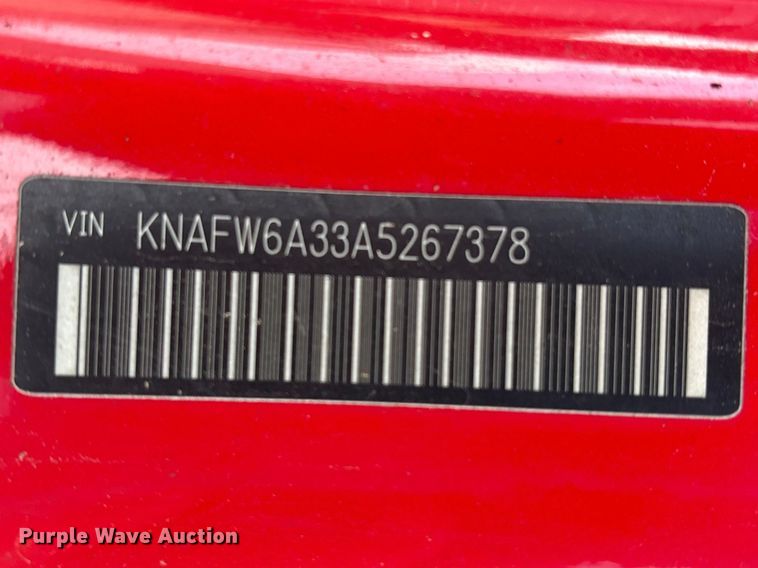 VIN KNAFW6A33A5267378
Purple Wave Auction